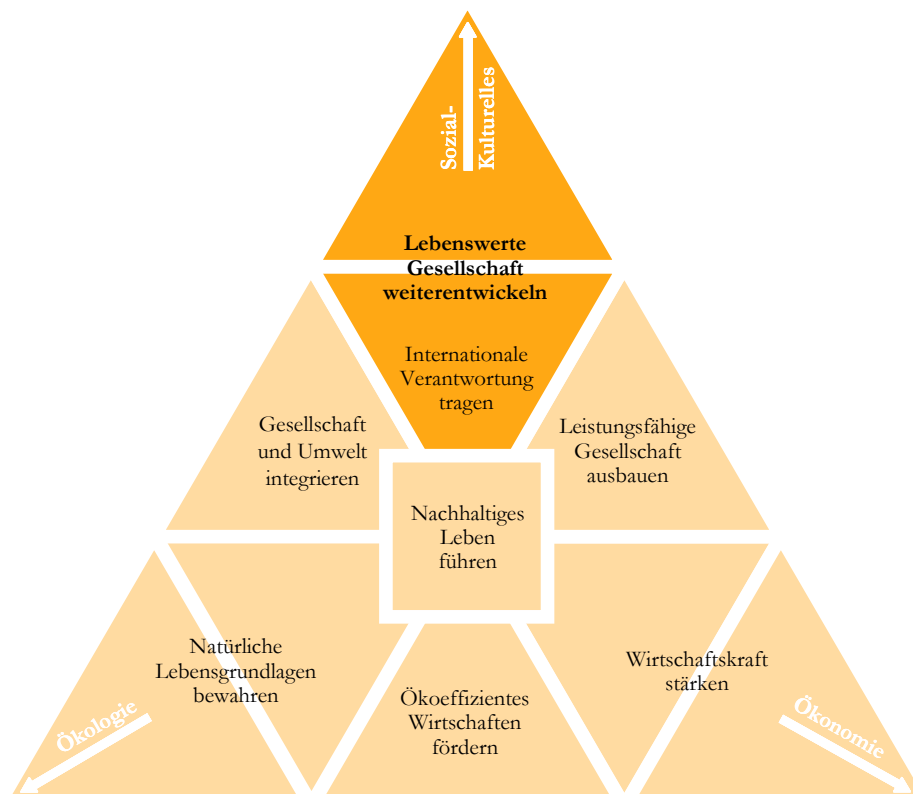 Sozial-
Kulturelles
Lebenswerte
Gesellschaft
weiterentwickeln
Internationale
Verantwortung
tragen
Gesellschaft
und Umwelt
integrieren
Leistungsfähige
Gesellschaft
ausbauen
Nachhaltiges
Leben
führen
Natürliche
Lebensgrundlagen
bewahren
Wirtschaftskraft
stärken
Ökoeffizientes
Wirtschaften
fördern
Ökologie
Ökonomie